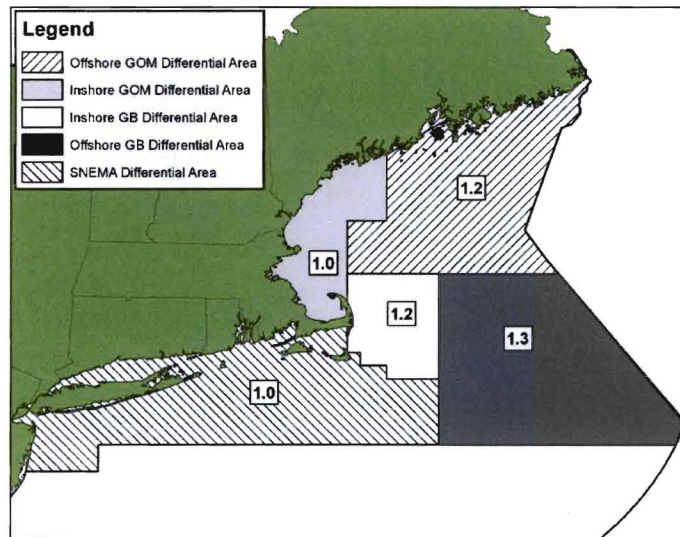 Legend
Offshore GOM Differential Area
Inshore GOM Differential Area
Inshore GB Differential Area
Offshore GB Differential Area
SNEMA Differential Area
1.2
1.0
1.2
1.3
1.0